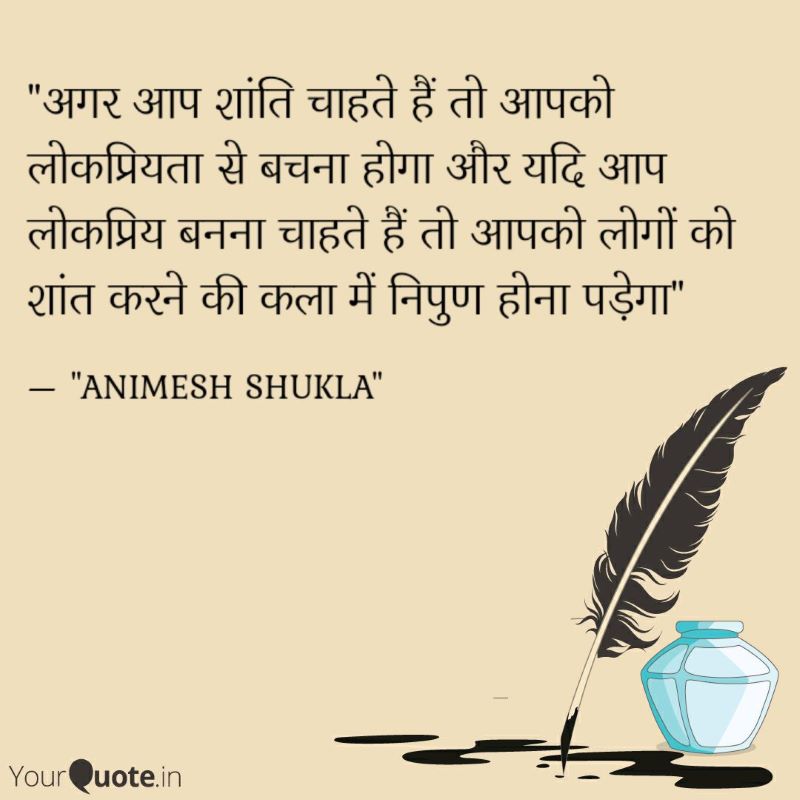 "अगर आप शांति चाहते हैं तो आपको
लोकप्रियता से बचना होगा और यदि आप
लोकप्रिय बनना चाहते हैं तो आपको लोगों को
शांत करने की कला में निपुण होना पड़ेगा"
— "ANIMESH SHUKLA"
YourQuote.in